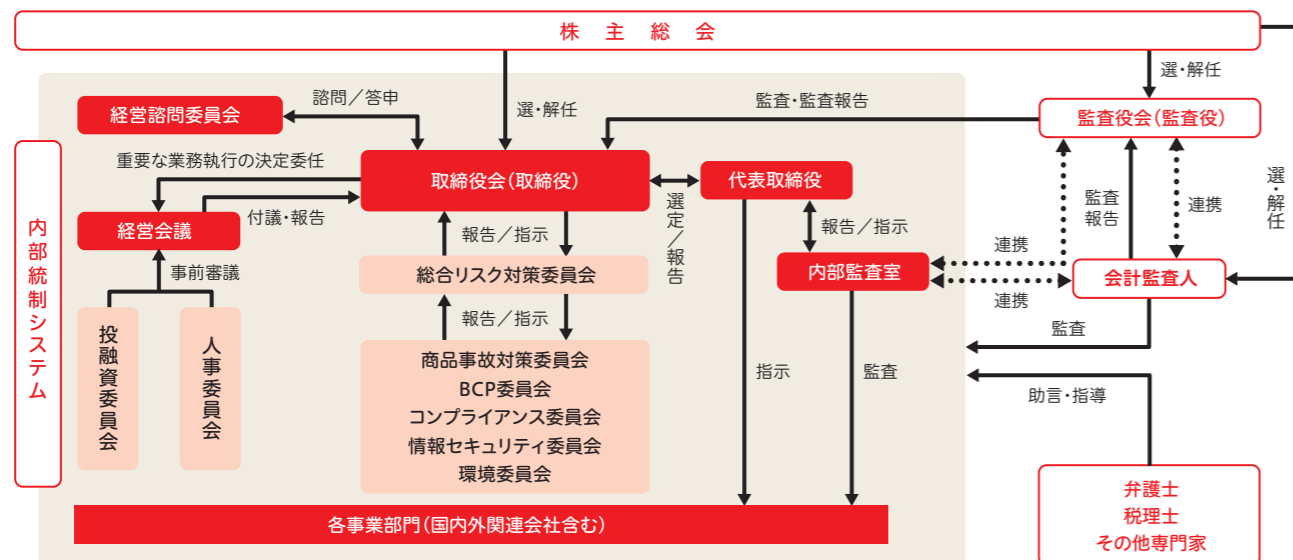 株主総会
選・解任
選・解任
選・解任
内部統制システム
経営諮問委員会
諮問／答申
監査・監査報告
監査役会(監査役)
重要な業務執行の決定委任
取締役会(取締役)
選定／報告
代表取締役
付議・報告
経営会議
報告／指示
報告／指示
監査
報告
連携
連携
連携
事前審議
総合リスク対策委員会
内部監査室
会計監査人
投融資委員会
人事委員会
報告／指示
商品事故対策委員会
BCP委員会
コンプライアンス委員会
情報セキュリティ委員会
環境委員会
指示
監査
監査
助言・指導
各事業部門(国内外関連会社含む)
弁護士
税理士
その他専門家